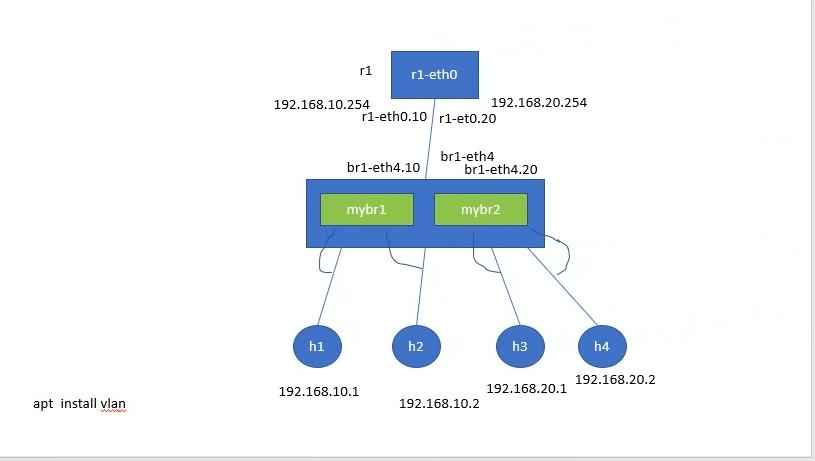 r1
r1-eth0
192.168.10.254
192.168.20.254
r1-eth0.10
r1-et0.20
br1-eth4
br1-eth4.10
br1-eth4.20
mybr1
mybr2
h1
h2
h3
h4
192.168.10.1
192.168.10.2
192.168.20.1
192.168.20.2
apt install vlan